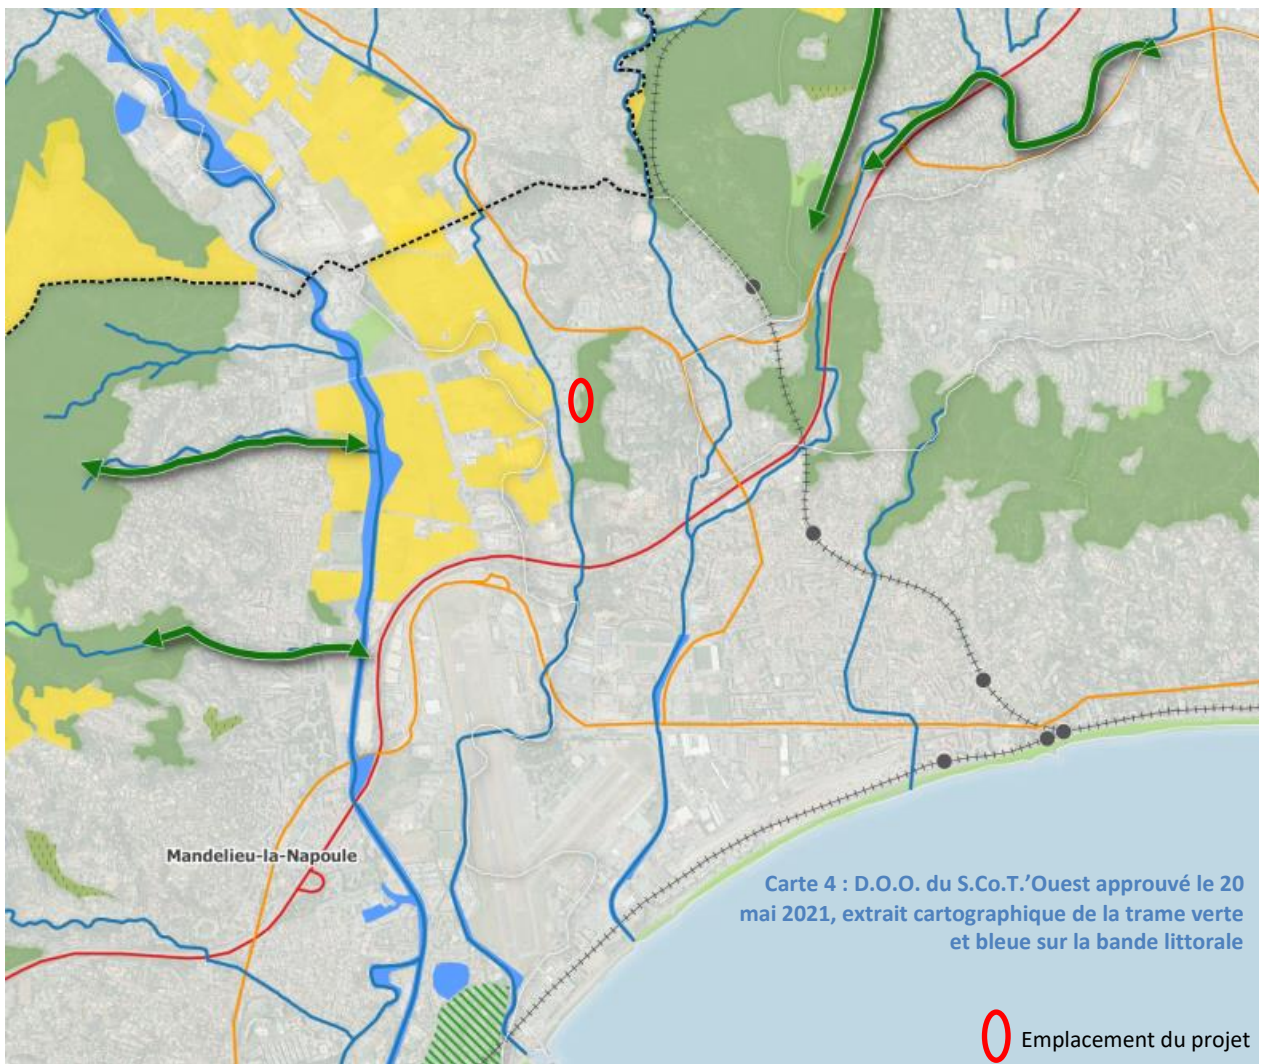 Mandelieu-la-Napoule
Carte 4 : D.O.O. du S.Co.T.'Ouest approuvé le 20
mai 2021, extrait cartographique de la trame verte
et bleue sur la bande littorale
Emplacement du projet